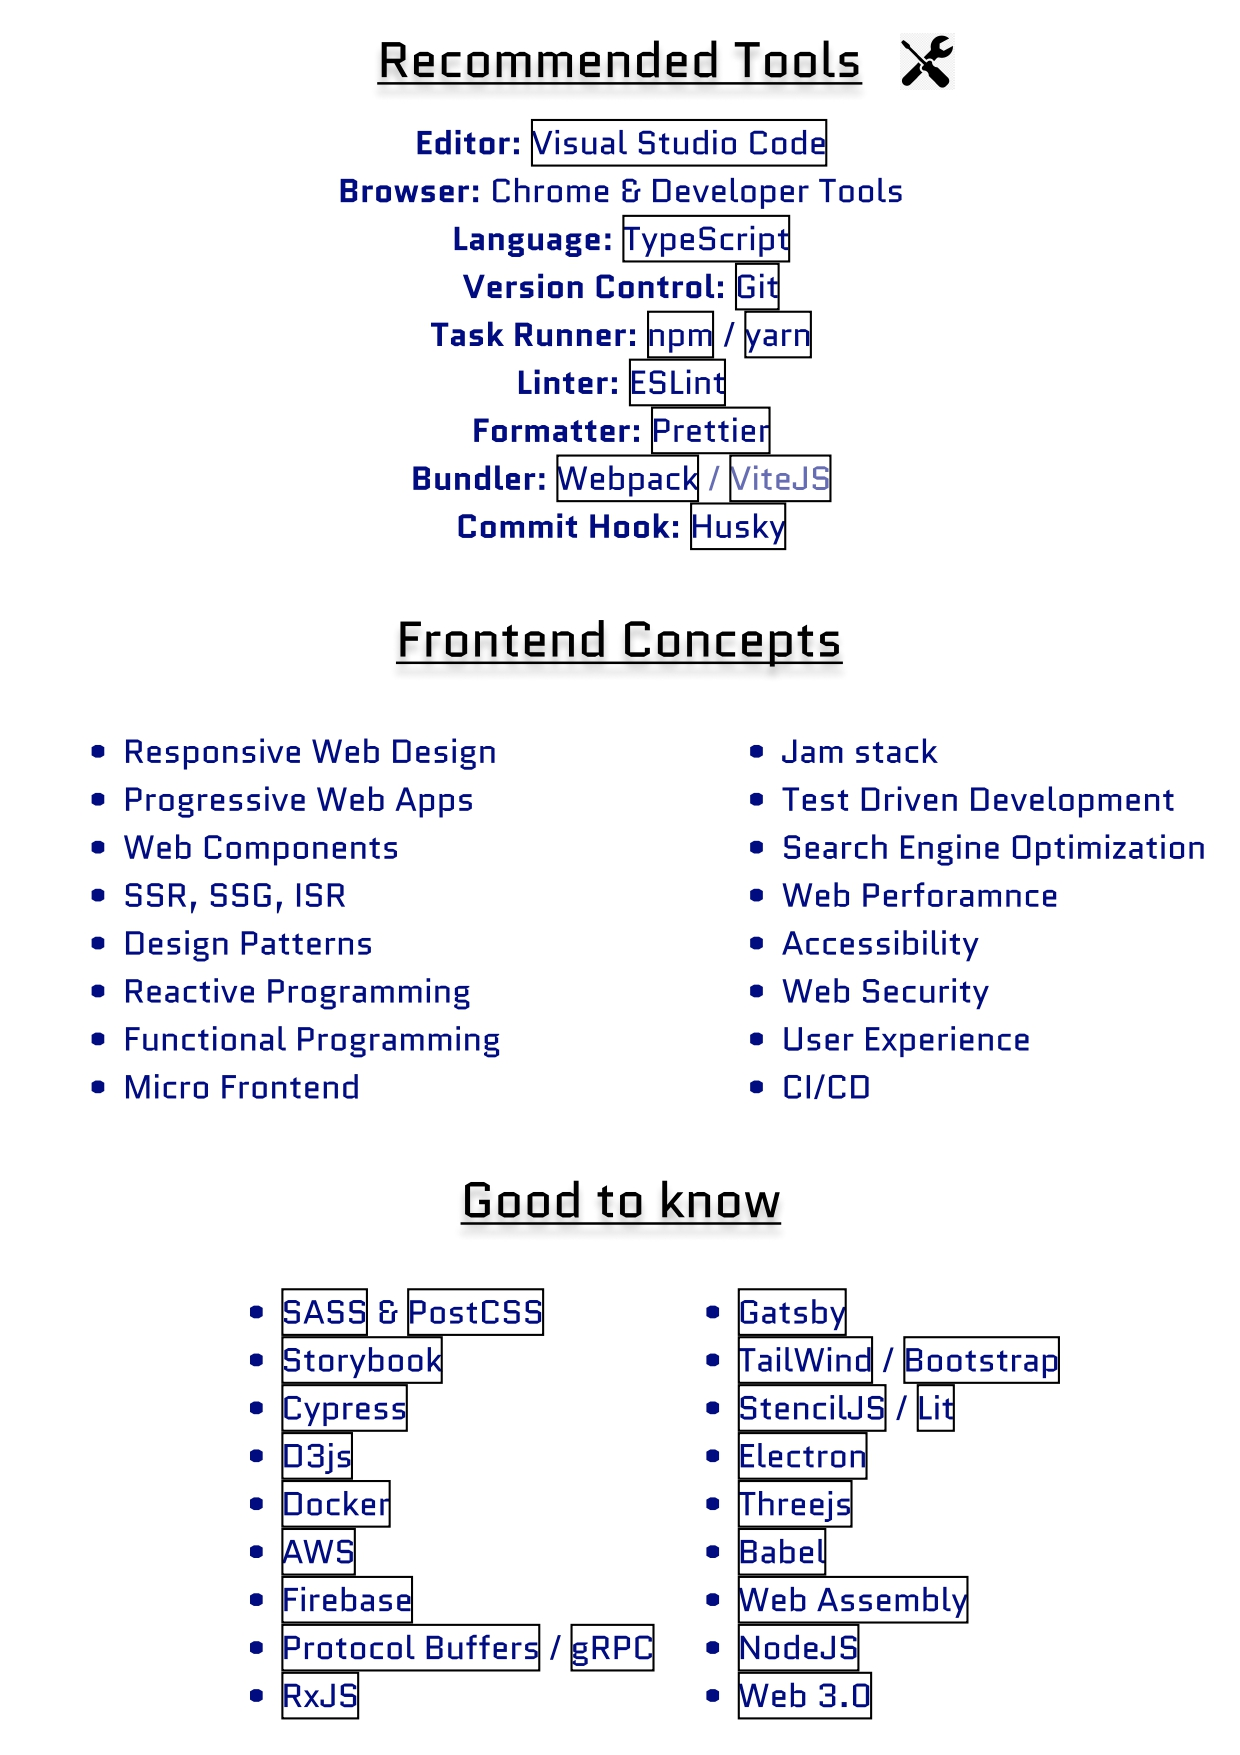 Recommended Tools
Editor: Visual Studio Code
Browser: Chrome & Developer Tools
Language: TypeScript
Version Control: Git
Task Runner: npm / yarn
Linter: ESLint
Formatter: Prettier
Bundler: Webpack / ViteJS
Commit Hook: Husky
Frontend Concepts
• Responsive Web Design
• Progressive Web Apps
• Web Components
• SSR, SSG, ISR
• Design Patterns
• Reactive Programming
• Functional Programming
• Micro Frontend
• Jam stack
• Test Driven Development
• Search Engine Optimization
• Web Perforamnce
• Accessibility
• Web Security
• User Experience
• CI/CD
Good to know
• SASS & PostCSS
• Storybook
• Cypress
• D3js
• Docker
• AWS
• Firebase
• Protocol Buffers / gRPC
• RxJS
• Gatsby
• TailWind / Bootstrap
• StencilJS / Lit
• Electron
• Threejs
• Babel
• Web Assembly
• NodeJS
• Web 3.0